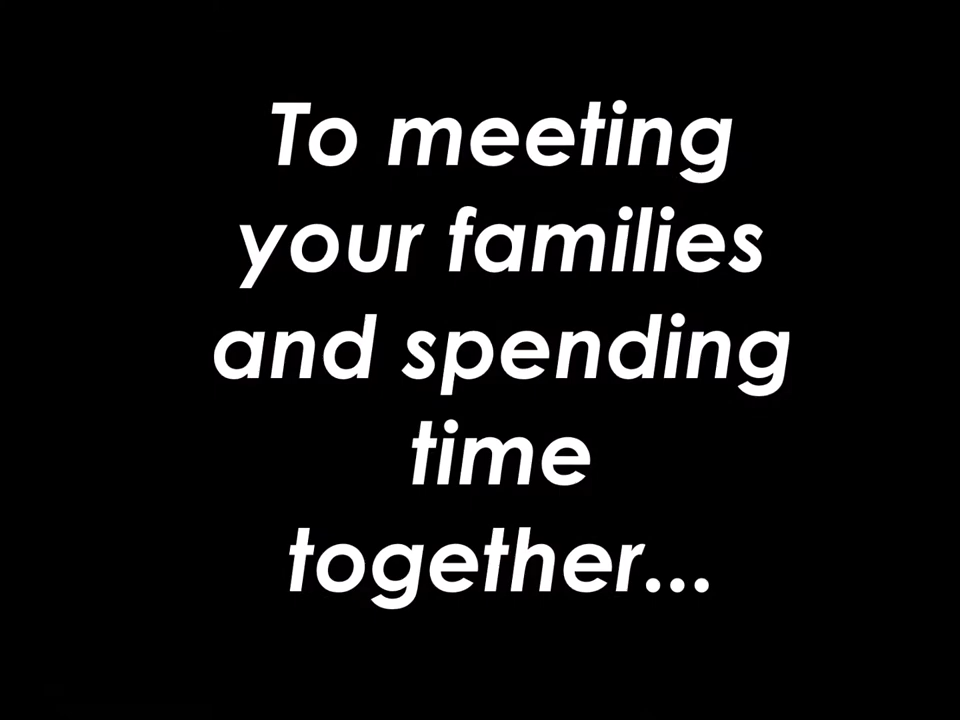 To meeting
your families
and spending
time
together...